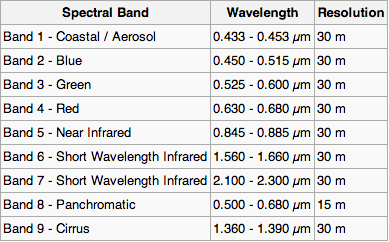 Spectral Band Wavelength Resolution
Band 1 - Coastal / Aerosol 0.433 - 0.453 µm 30 m
Band 2 - Blue 0.450 - 0.515 µm 30 m
Band 3 - Green 0.525 - 0.600 µm 30 m
Band 4 - Red 0.630 - 0.680 µm 30 m
Band 5 - Near Infrared 0.845 - 0.885 µm 30 m
Band 6 - Short Wavelength Infrared 1.560 - 1.660 µm 30 m
Band 7 - Short Wavelength Infrared 2.100 - 2.300 µm 30 m
Band 8 - Panchromatic 0.500 - 0.680 µm 15 m
Band 9 - Cirrus 1.360 - 1.390 µm 30 m